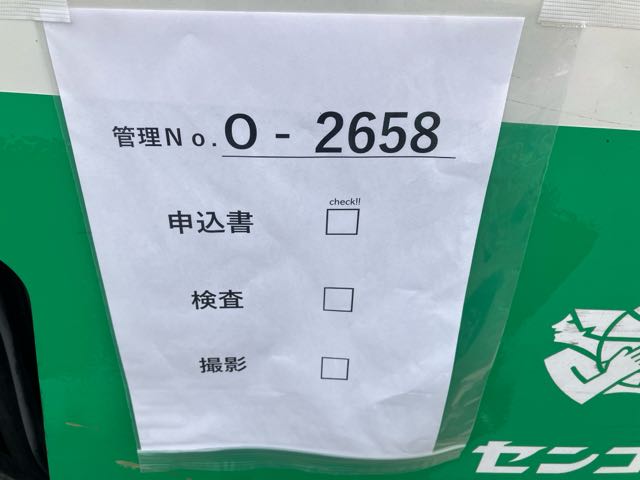 管理No. O - 2658
check!!
申込書 □
検査 □
撮影 □
センコ